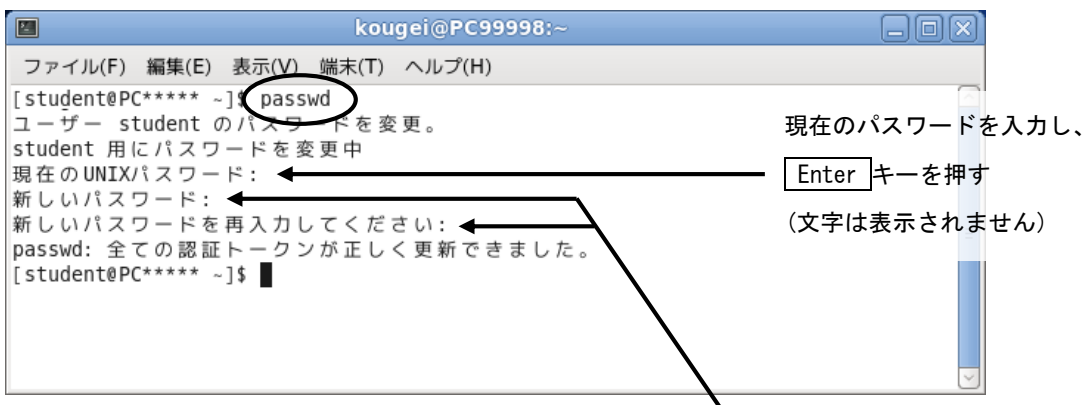 kougei@PC99998:~
ファイル(F) 編集(E) 表示(V) 端末(T) ヘルプ(H)
[student@PC***** ~]$ passwd
ユーザー student のパスワードを変更。
student 用にパスワードを変更中
現在のUNIXパスワード:
新しいパスワード:
新しいパスワードを再入力してください:
passwd: 全ての認証トークンが正しく更新できました。
[student@PC***** ~]$
現在のパスワードを入力し、
Enter キーを押す
(文字は表示されません)